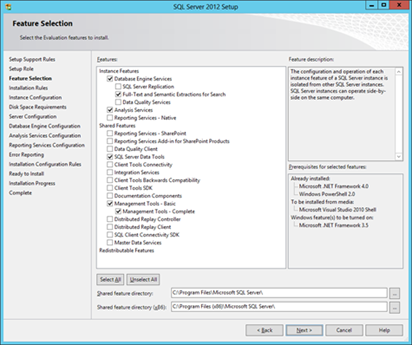 SQL Server 2012 Setup
Feature Selection
Select the Evaluation features to install.
Setup Support Rules
Setup Role
Feature Selection
Installation Rules
Instance Configuration
Disk Space Requirements
Server Configuration
Database Engine Configuration
Analysis Services Configuration
Reporting Services Configuration
Error Reporting
Installation Configuration Rules
Ready to Install
Installation Progress
Complete
Features:
Instance Features
Database Engine Services
SQL Server Replication
Full-Text and Semantic Extractions for Search
Data Quality Services
Analysis Services
Reporting Services - Native
Shared Features
Reporting Services - SharePoint
Reporting Services Add-in for SharePoint Products
Data Quality Client
SQL Server Data Tools
Client Tools Connectivity
Integration Services
Client Tools Backwards Compatibility
Client Tools SDK
Documentation Components
Management Tools - Basic
Management Tools - Complete
Distributed Replay Controller
Distributed Replay Client
SQL Client Connectivity SDK
Master Data Services
Redistributable Features
Feature description:
The configuration and operation of each
instance feature of a SQL Server instance is
isolated from other SQL Server instances.
SQL Server instances can operate side-by-
side on the same computer.
Prerequisites for selected features:
Already installed:
Microsoft .NET Framework 4.0
Windows PowerShell 2.0
To be installed from media:
Microsoft Visual Studio 2010 Shell
Windows feature(s) to be turned on:
Microsoft .NET Framework 3.5
Select All
Unselect All
Shared feature directory:
C:\Program Files\Microsoft SQL Server\
...
Shared feature directory (x86):
C:\Program Files (x86)\Microsoft SQL Server\
...
< Back
Next >
Cancel
Help